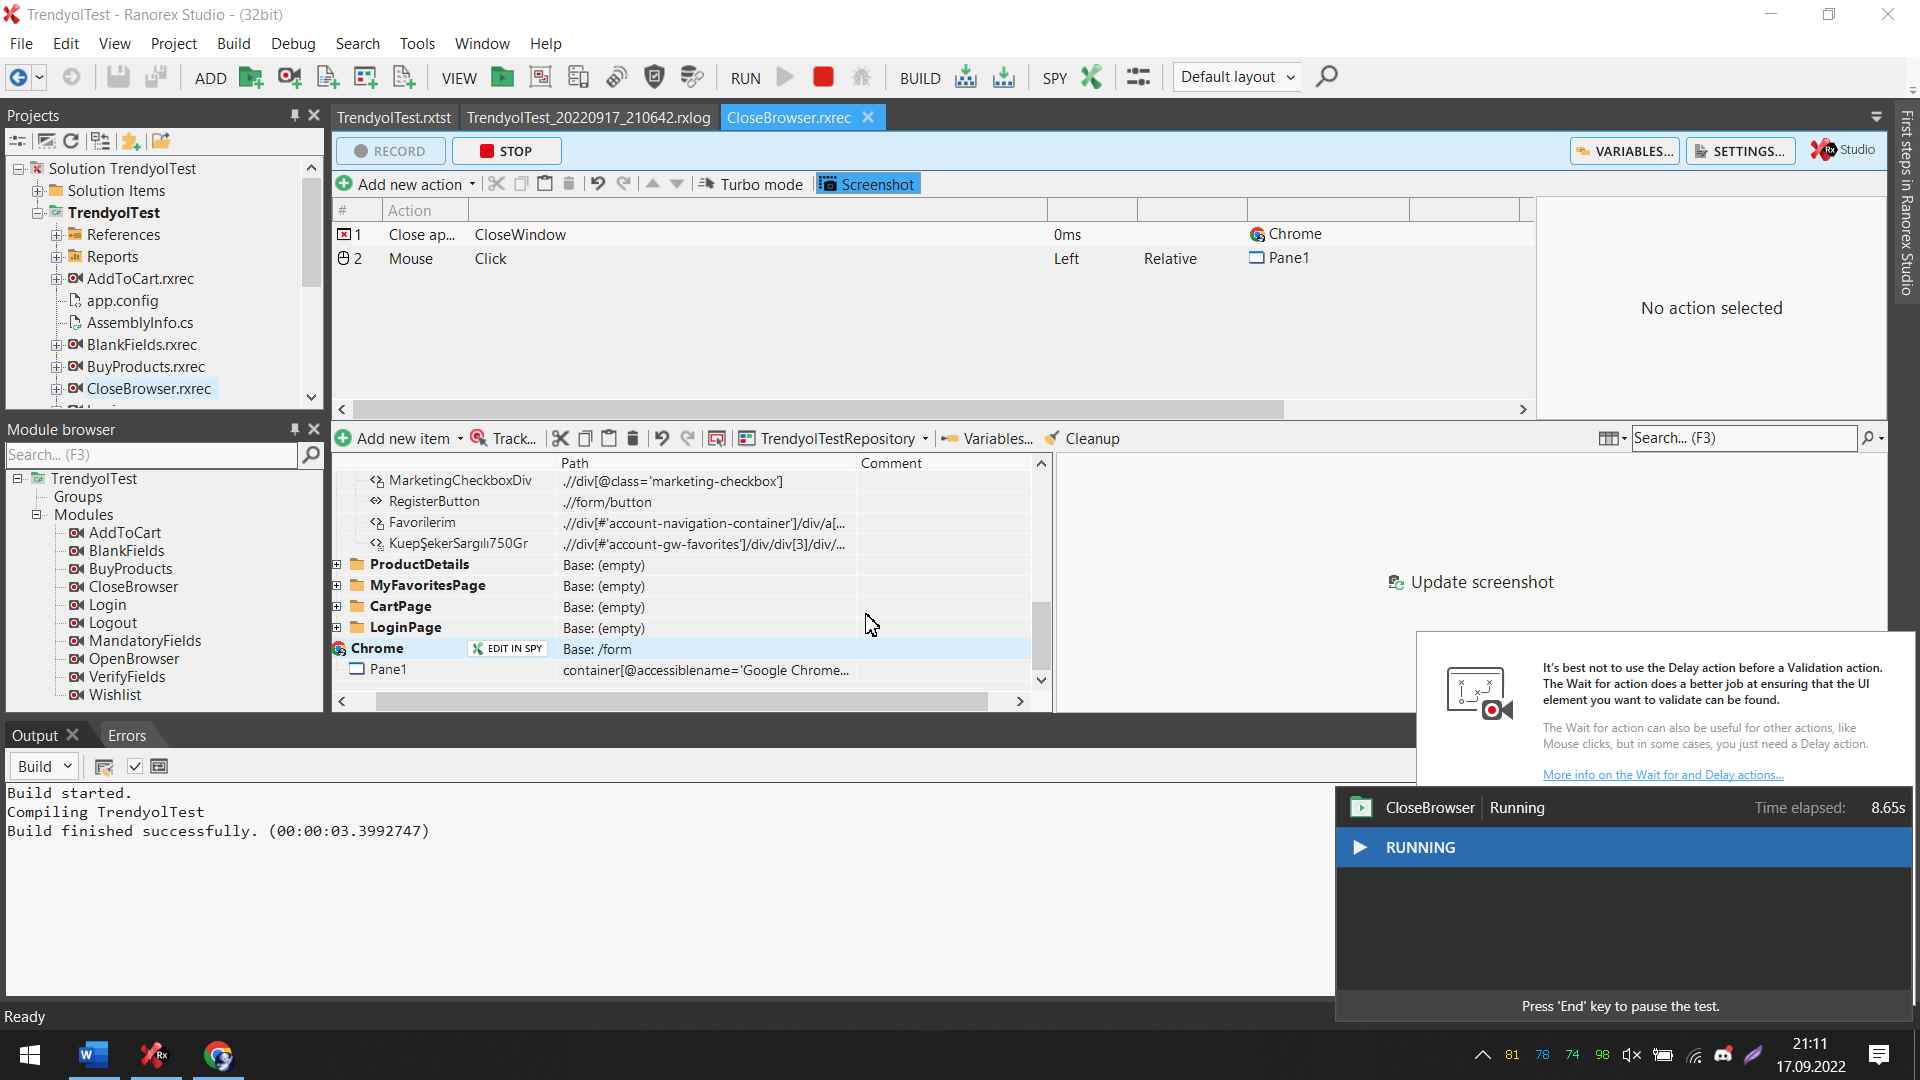 TrendyolTest - Ranorex Studio - (32bit)
File Edit View Project Build Debug Search Tools Window Help
ADD VIEW RUN BUILD SPY Default layout
Projects
Solution TrendyolTest
Solution Items
TrendyolTest
References
Reports
AddToCart.rxrec
app.config
AssemblyInfo.cs
BlankFields.rxrec
BuyProducts.rxrec
CloseBrowser.rxrec
Module browser
Search... (F3)
TrendyolTest
Groups
Modules
AddToCart
BlankFields
BuyProducts
CloseBrowser
Login
Logout
MandatoryFields
OpenBrowser
VerifyFields
Wishlist
TrendyolTest.rxtst TrendyolTest_20220917_210642.rxlog CloseBrowser.rxrec
RECORD STOP VARIABLES... SETTINGS... Rx Studio
Add new action Turbo mode Screenshot
# Action
1 Close ap... CloseWindow 0ms Chrome
2 Mouse Click Left Relative Pane1
No action selected
First steps in Ranorex Studio
Add new item Track... TrendyolTestRepository Variables... Cleanup Search... (F3)
Path Comment
MarketingCheckboxDiv .//div[@class='marketing-checkbox']
RegisterButton .//form/button
Favorilerim .//div[#'account-navigation-container']/div/a[...
KuepŞekerSargılı750Gr .//div[#'account-gw-favorites']/div/div[3]/div/...
ProductDetails Base: (empty)
MyFavoritesPage Base: (empty)
CartPage Base: (empty)
LoginPage Base: (empty)
Chrome EDIT IN SPY Base: /form
Pane1 container[@accessiblename='Google Chrome...
Update screenshot
It's best not to use the Delay action before a Validation action.
The Wait for action does a better job at ensuring that the UI
element you want to validate can be found.
The Wait for action can also be useful for other actions, like
Mouse clicks, but in some cases, you just need a Delay action.
More info on the Wait for and Delay actions...
Output Errors
Build
Build started.
Compiling TrendyolTest
Build finished successfully. (00:00:03.3992747)
CloseBrowser Running Time elapsed: 8.65s
RUNNING
Press 'End' key to pause the test.
Ready
81 78 74 98 21:11
17.09.2022